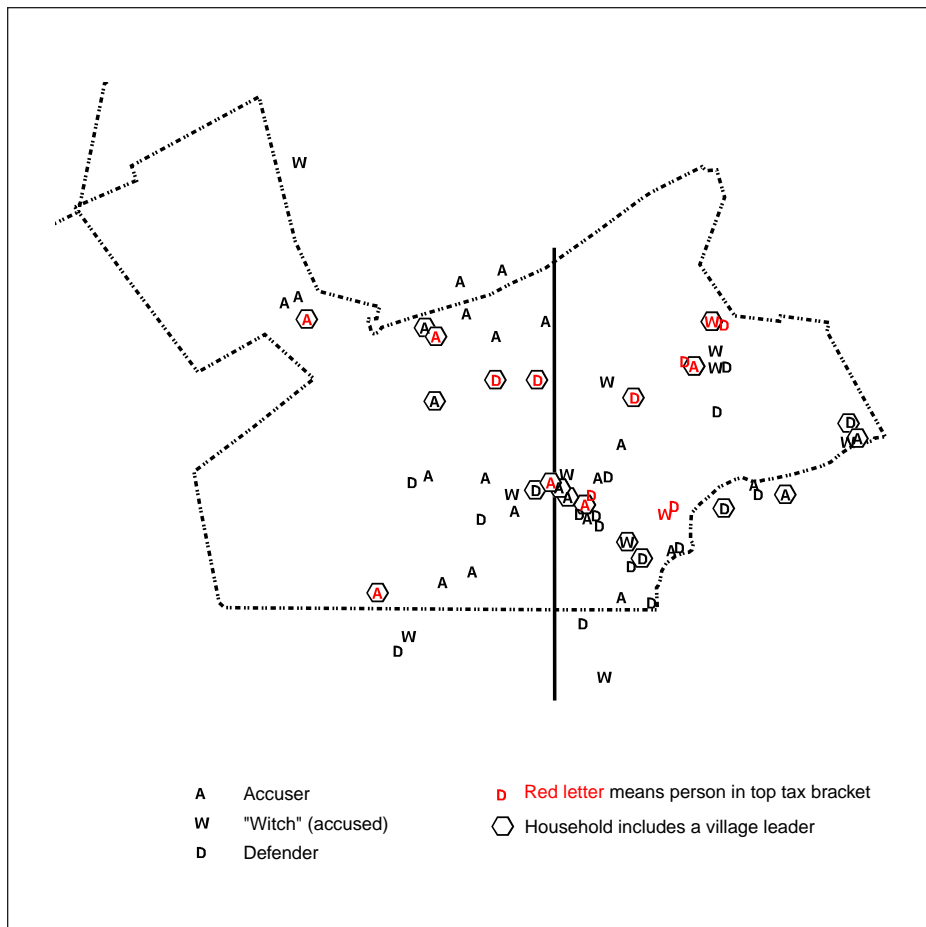 W
A
A
A
A
A
A
A W D
A
A A
W
D A W D
D D W
D
A
D
D
W A
A
A A W A D
D A
D A A D
W A D A
A D D
A D W D
D A
D
W
A D
D
D
A
A
A A
D
D
W
D
W
A Accuser
W "Witch" (accused)
D Defender
D Red letter means person in top tax bracket
Household includes a village leader